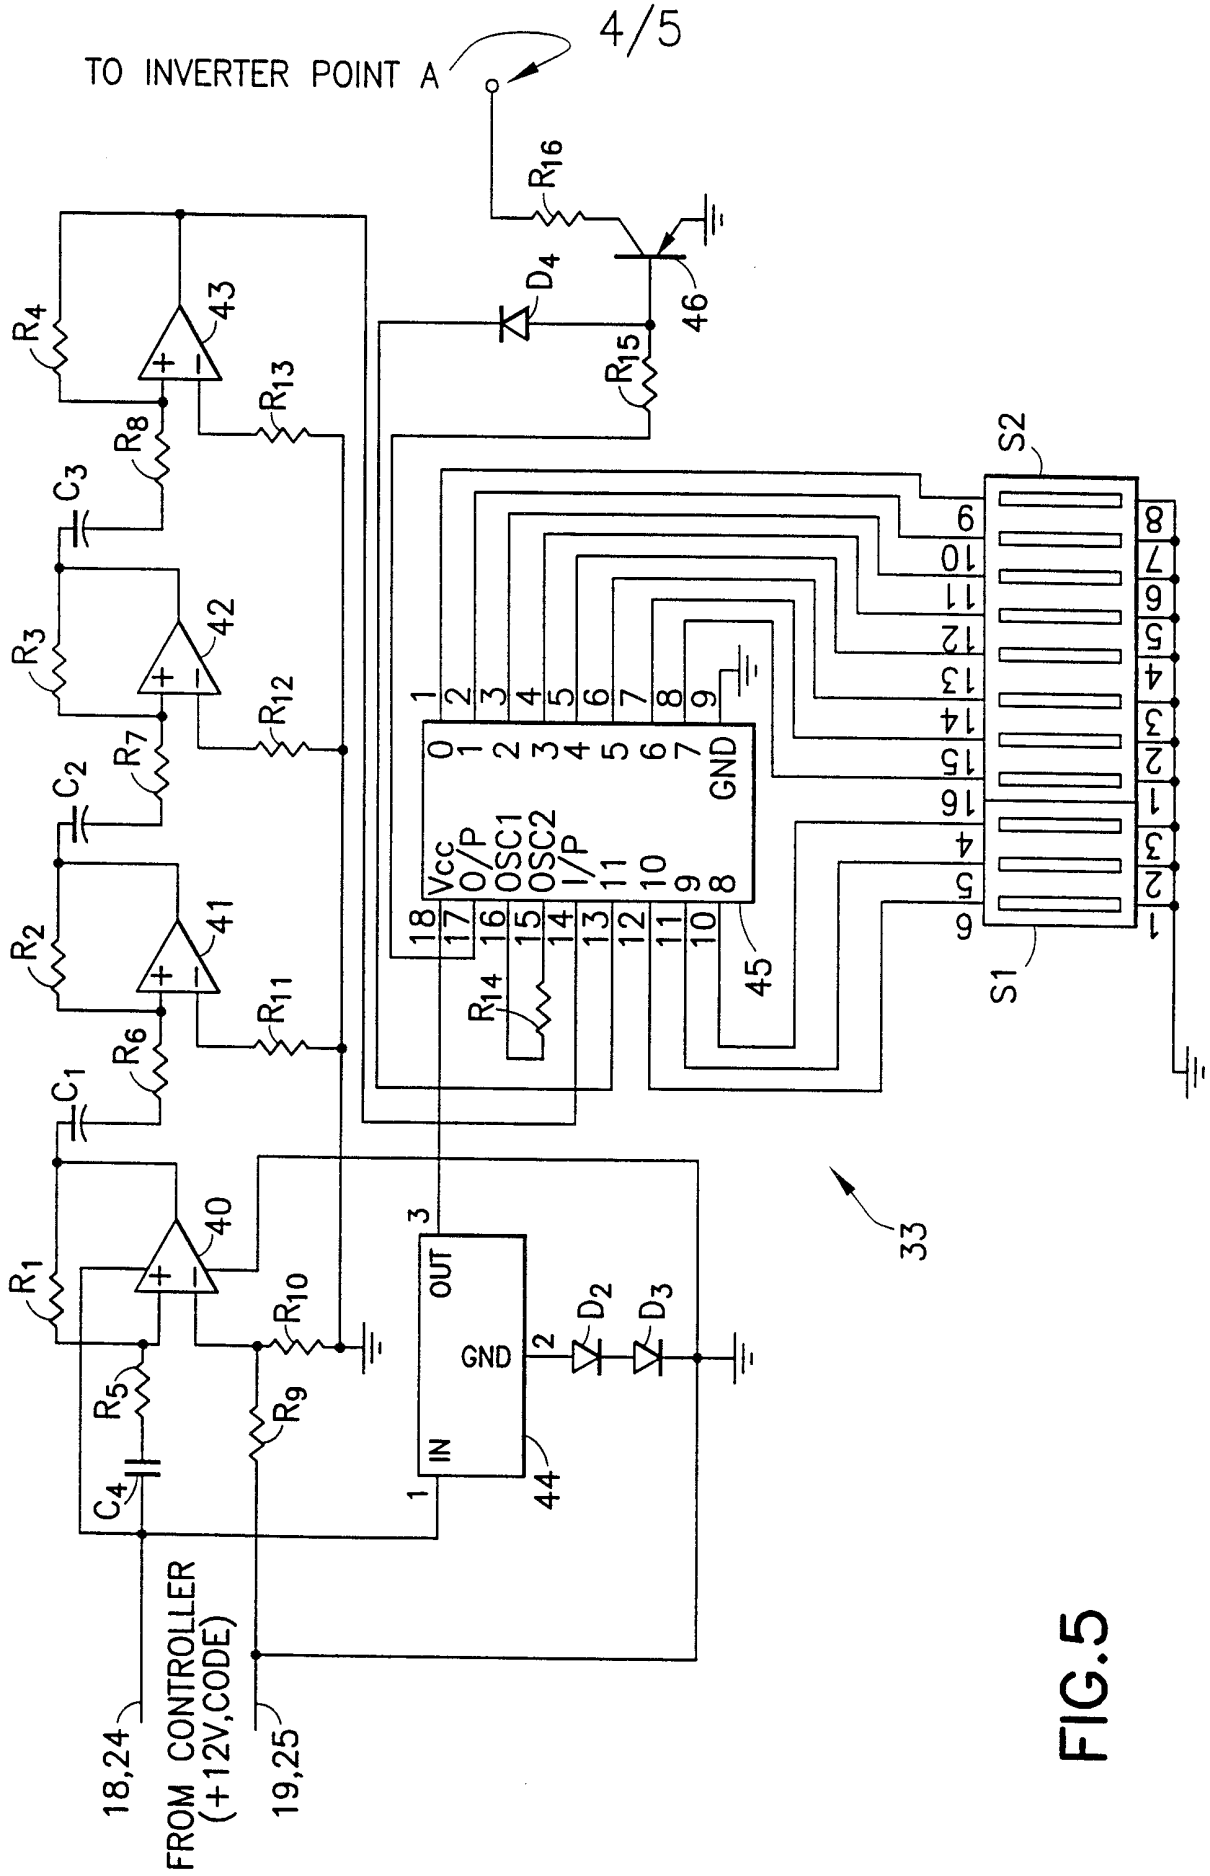 4/5
TO INVERTER POINT A
R1
R2
R3
R4
C1
C2
C3
C4
R5
R6
R7
R8
+
−
40
+
−
41
+
−
42
+
−
43
R9
R10
R11
R12
R13
R16
D4
R15
46
18,24
FROM CONTROLLER
(+12V,CODE)
19,25
1
IN
OUT
3
GND
2
44
D2
D3
R14
18 Vcc
17 O/P
16 OSC1
15 OSC2
14 I/P
13 11
12 10
11 9
10 8
0 1
1 2
2 3
3 4
4 5
5 6
6 7
7 8
GND 9
45
33
S1
S2
6
5
4
16
15
14
13
12
11
10
9
1
2
3
1
2
3
4
5
6
7
8
FIG.5